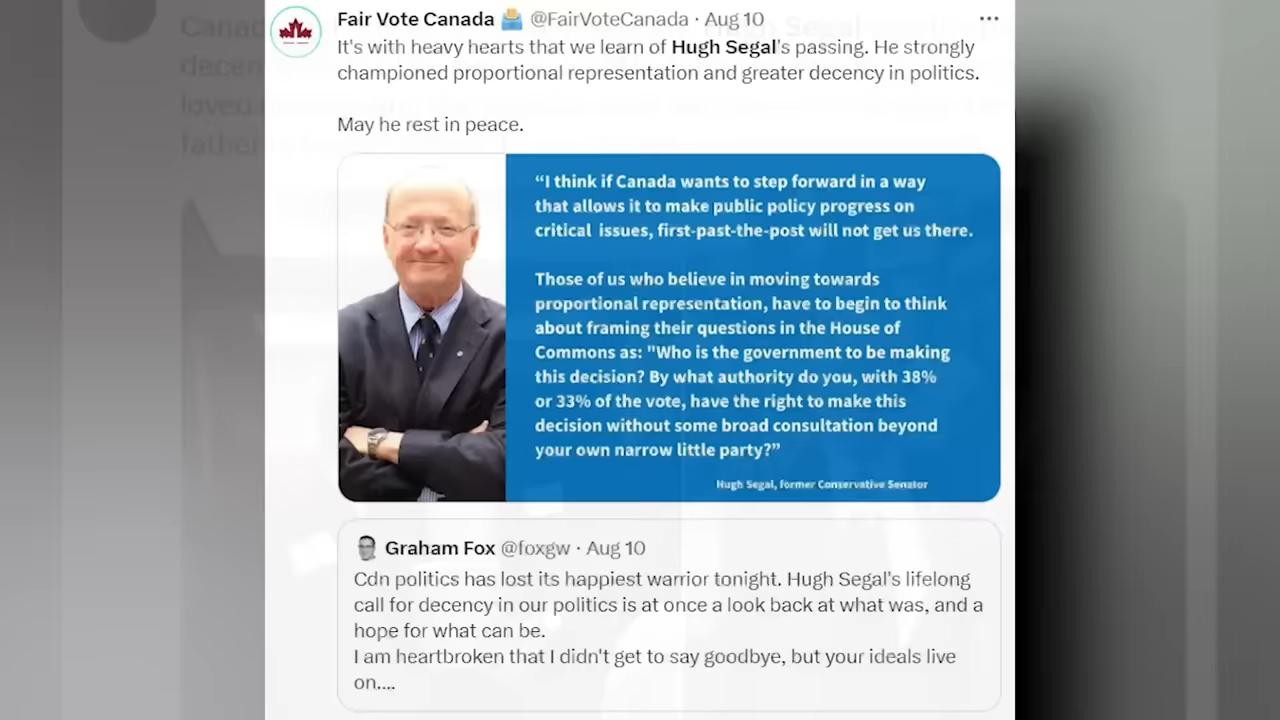 Fair Vote Canada 🗳️ @FairVoteCanada · Aug 10
It's with heavy hearts that we learn of Hugh Segal's passing. He strongly
championed proportional representation and greater decency in politics.
May he rest in peace.
“I think if Canada wants to step forward in a way
that allows it to make public policy progress on
critical issues, first-past-the-post will not get us there.
Those of us who believe in moving towards
proportional representation, have to begin to think
about framing their questions in the House of
Commons as: "Who is the government to be making
this decision? By what authority do you, with 38%
or 33% of the vote, have the right to make this
decision without some broad consultation beyond
your own narrow little party?”
Hugh Segal, former Conservative Senator
Graham Fox @foxgw · Aug 10
Cdn politics has lost its happiest warrior tonight. Hugh Segal's lifelong
call for decency in our politics is at once a look back at what was, and a
hope for what can be.
I am heartbroken that I didn't get to say goodbye, but your ideals live
on....